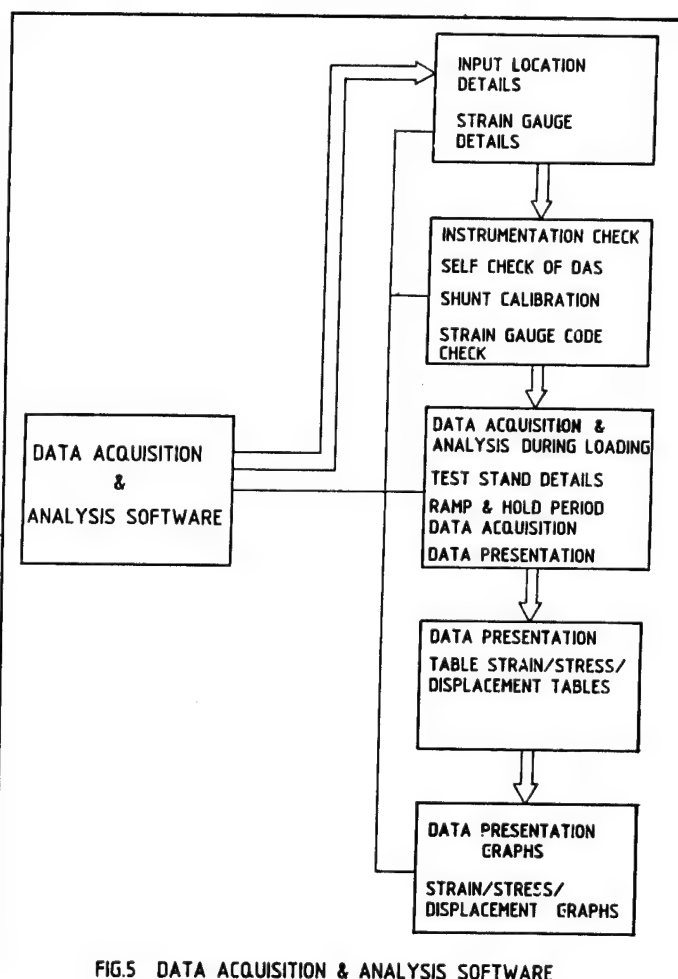 INPUT LOCATION
DETAILS
STRAIN GAUGE
DETAILS
INSTRUMENTATION CHECK
SELF CHECK OF DAS
SHUNT CALIBRATION
STRAIN GAUGE CODE
CHECK
DATA ACQUISITION
&
ANALYSIS SOFTWARE
DATA ACQUISITION &
ANALYSIS DURING LOADING
TEST STAND DETAILS
RAMP & HOLD PERIOD
DATA ACQUISITION
DATA PRESENTATION
DATA PRESENTATION
TABLE STRAIN/STRESS/
DISPLACEMENT TABLES
DATA PRESENTATION
GRAPHS
STRAIN/STRESS/
DISPLACEMENT GRAPHS
FIG.5 DATA ACQUISITION & ANALYSIS SOFTWARE